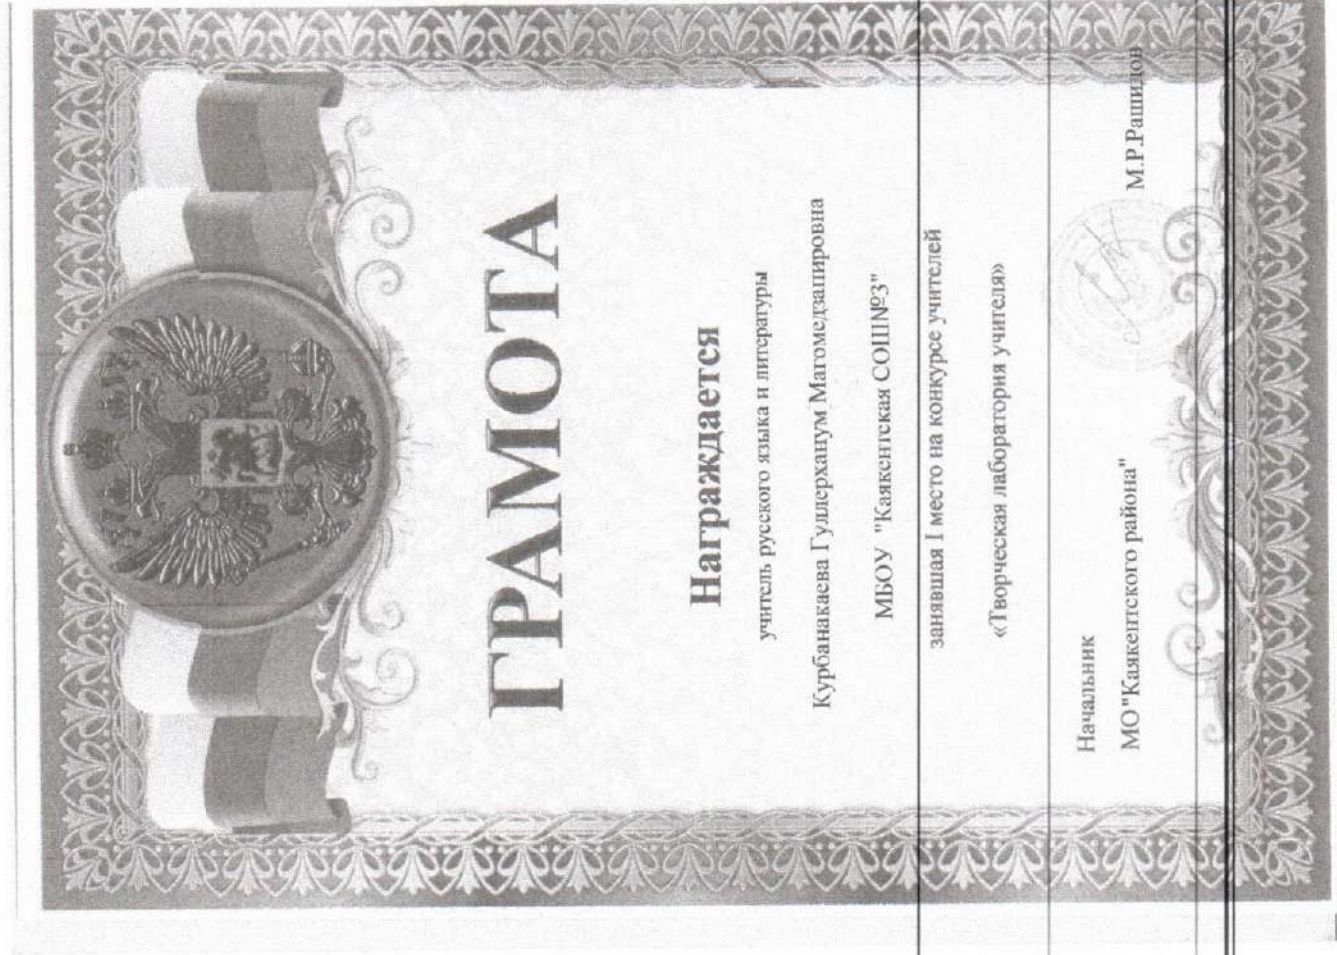 ГРАМОТА
Награждается
учитель русского языка и литературы
Курбанакаева Гуллерханум Магомедзапировна
МБОУ "Каякентская СОШ№3"
занявшая I место на конкурсе учителей
«Творческая лаборатория учителя»
Начальник
МО"Каякентского района" М.Р.Рашидов